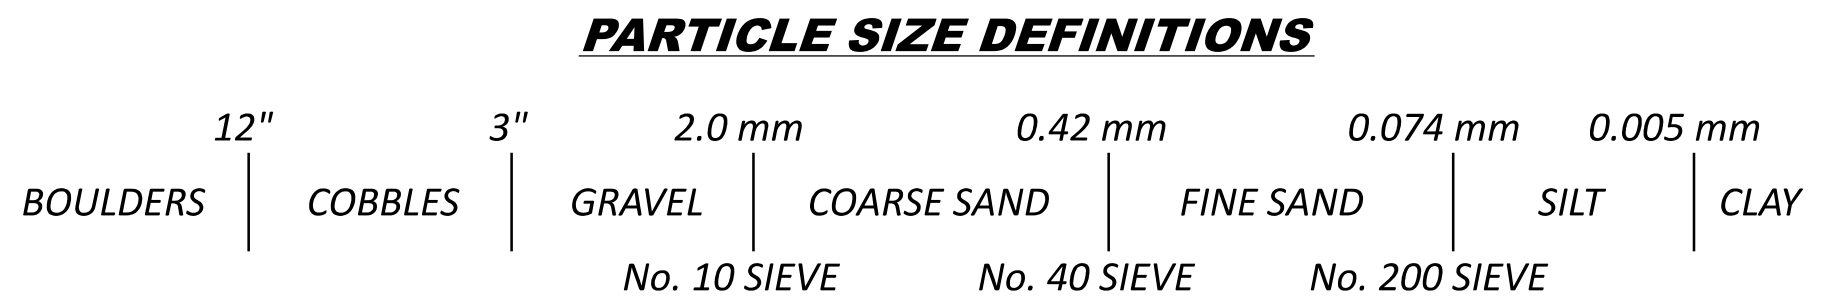 PARTICLE SIZE DEFINITIONS
12" 3" 2.0 mm 0.42 mm 0.074 mm 0.005 mm
BOULDERS COBBLES GRAVEL COARSE SAND FINE SAND SILT CLAY
No. 10 SIEVE No. 40 SIEVE No. 200 SIEVE